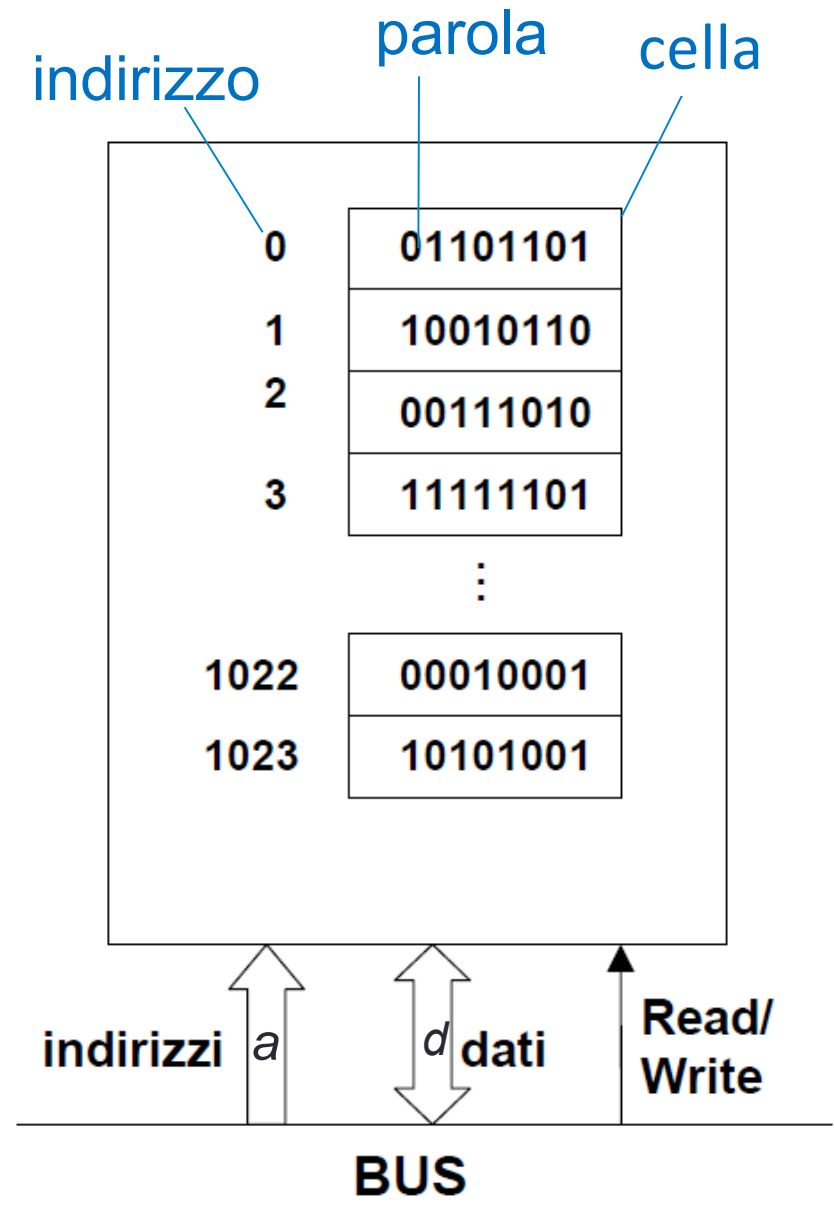 indirizzo parola cella
0 01101101
1 10010110
2 00111010
3 11111101
⋮
1022 00010001
1023 10101001
indirizzi a d dati Read/
Write
BUS